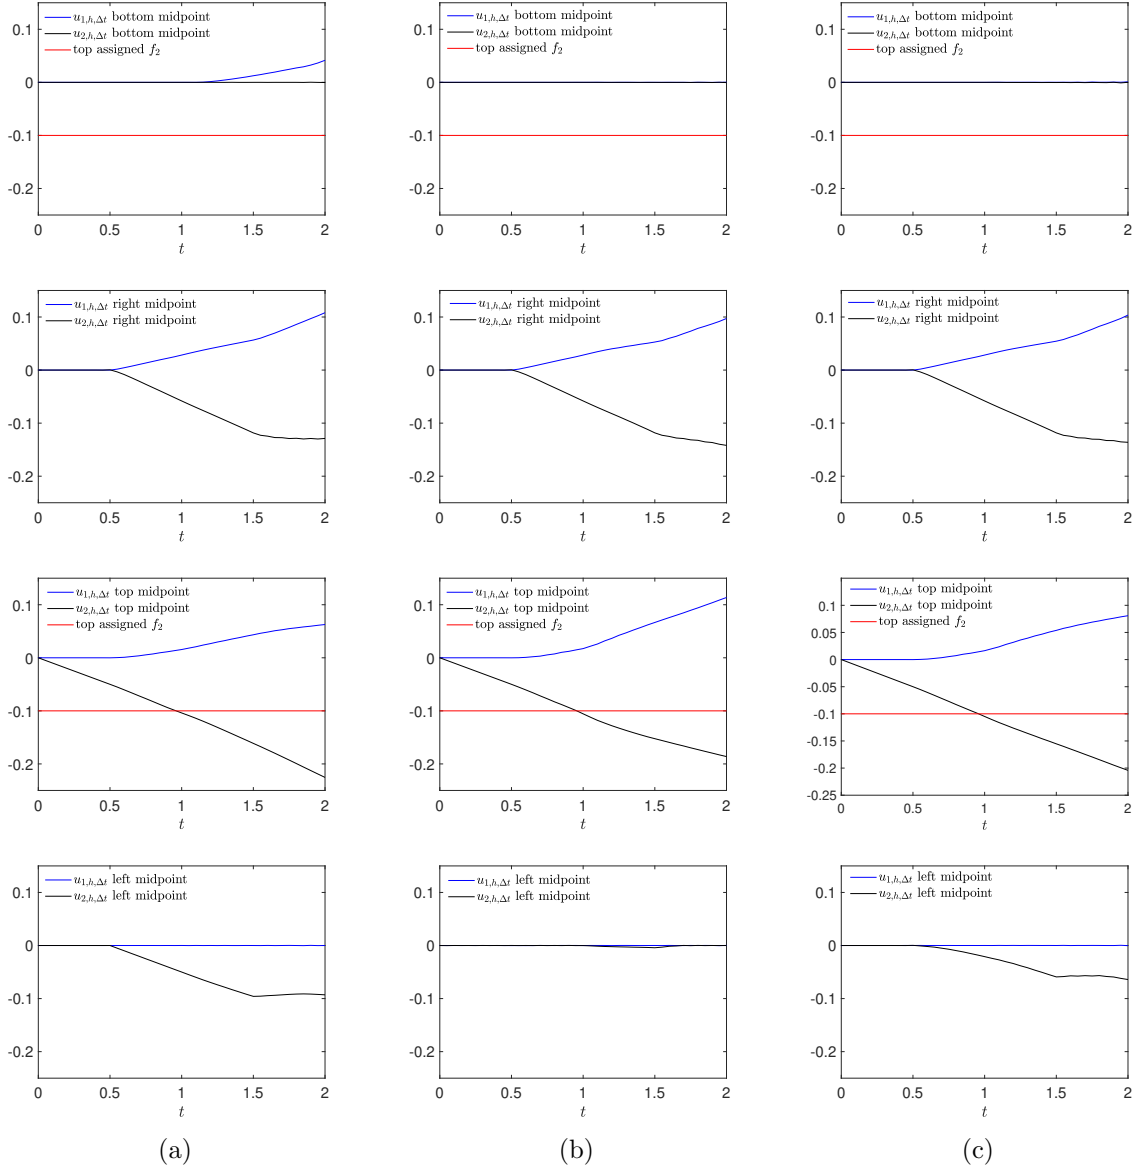 u_{1,h,Δt} bottom midpoint
u_{2,h,Δt} bottom midpoint
top assigned f_2
0.1
0
-0.1
-0.2
0 0.5 1 1.5 2
t
u_{1,h,Δt} bottom midpoint
u_{2,h,Δt} bottom midpoint
top assigned f_2
0.1
0
-0.1
-0.2
0 0.5 1 1.5 2
t
u_{1,h,Δt} bottom midpoint
u_{2,h,Δt} bottom midpoint
top assigned f_2
0.1
0
-0.1
-0.2
0 0.5 1 1.5 2
t
u_{1,h,Δt} right midpoint
u_{2,h,Δt} right midpoint
0.1
0
-0.1
-0.2
0 0.5 1 1.5 2
t
u_{1,h,Δt} right midpoint
u_{2,h,Δt} right midpoint
0.1
0
-0.1
-0.2
0 0.5 1 1.5 2
t
u_{1,h,Δt} right midpoint
u_{2,h,Δt} right midpoint
0.1
0
-0.1
-0.2
0 0.5 1 1.5 2
t
u_{1,h,Δt} top midpoint
u_{2,h,Δt} top midpoint
top assigned f_2
0.1
0
-0.1
-0.2
0 0.5 1 1.5 2
t
u_{1,h,Δt} top midpoint
u_{2,h,Δt} top midpoint
top assigned f_2
0.1
0
-0.1
-0.2
0 0.5 1 1.5 2
t
u_{1,h,Δt} top midpoint
u_{2,h,Δt} top midpoint
top assigned f_2
0.1
0.05
0
-0.05
-0.1
-0.15
-0.2
-0.25
0 0.5 1 1.5 2
t
u_{1,h,Δt} left midpoint
u_{2,h,Δt} left midpoint
0.1
0
-0.1
-0.2
0 0.5 1 1.5 2
t
u_{1,h,Δt} left midpoint
u_{2,h,Δt} left midpoint
0.1
0
-0.1
-0.2
0 0.5 1 1.5 2
t
u_{1,h,Δt} left midpoint
u_{2,h,Δt} left midpoint
0.1
0
-0.1
-0.2
0 0.5 1 1.5 2
t
(a) (b) (c)